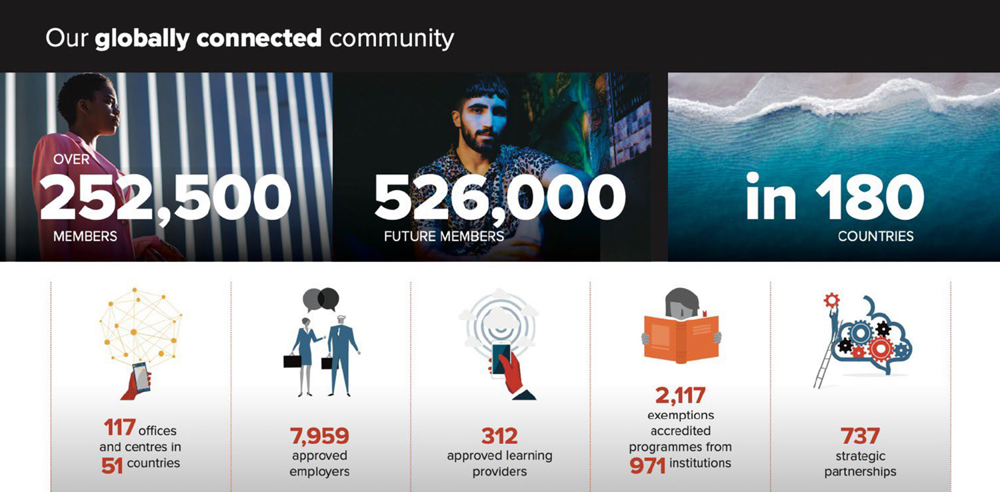 Our globally connected community
OVER
252,500
MEMBERS
526,000
FUTURE MEMBERS
in 180
COUNTRIES
117 offices
and centres in
51 countries
7,959
approved
employers
312
approved learning
providers
2,117
exemptions
accredited
programmes from
971 institutions
737
strategic
partnerships